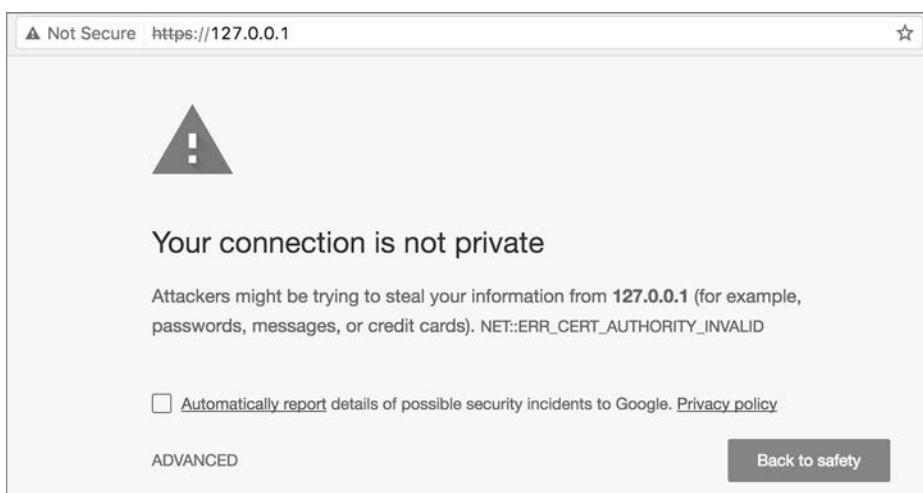 Not Secure https://127.0.0.1
Your connection is not private
Attackers might be trying to steal your information from 127.0.0.1 (for example,
passwords, messages, or credit cards). NET::ERR_CERT_AUTHORITY_INVALID
Automatically report details of possible security incidents to Google. Privacy policy
ADVANCED
Back to safety